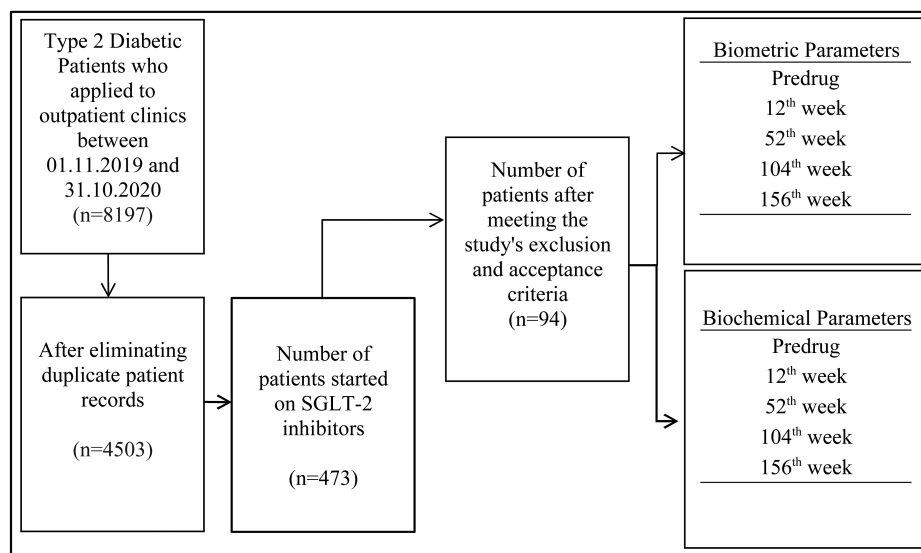 Type 2 Diabetic
Patients who
applied to
outpatient clinics
between
01.11.2019 and
31.10.2020
(n=8197)
After eliminating
duplicate patient
records
(n=4503)
Number of
patients started
on SGLT-2
inhibitors
(n=473)
Number of
patients after
meeting the
study's exclusion
and acceptance
criteria
(n=94)
Biometric Parameters
Predrug
12th week
52th week
104th week
156th week
Biochemical Parameters
Predrug
12th week
52th week
104th week
156th week